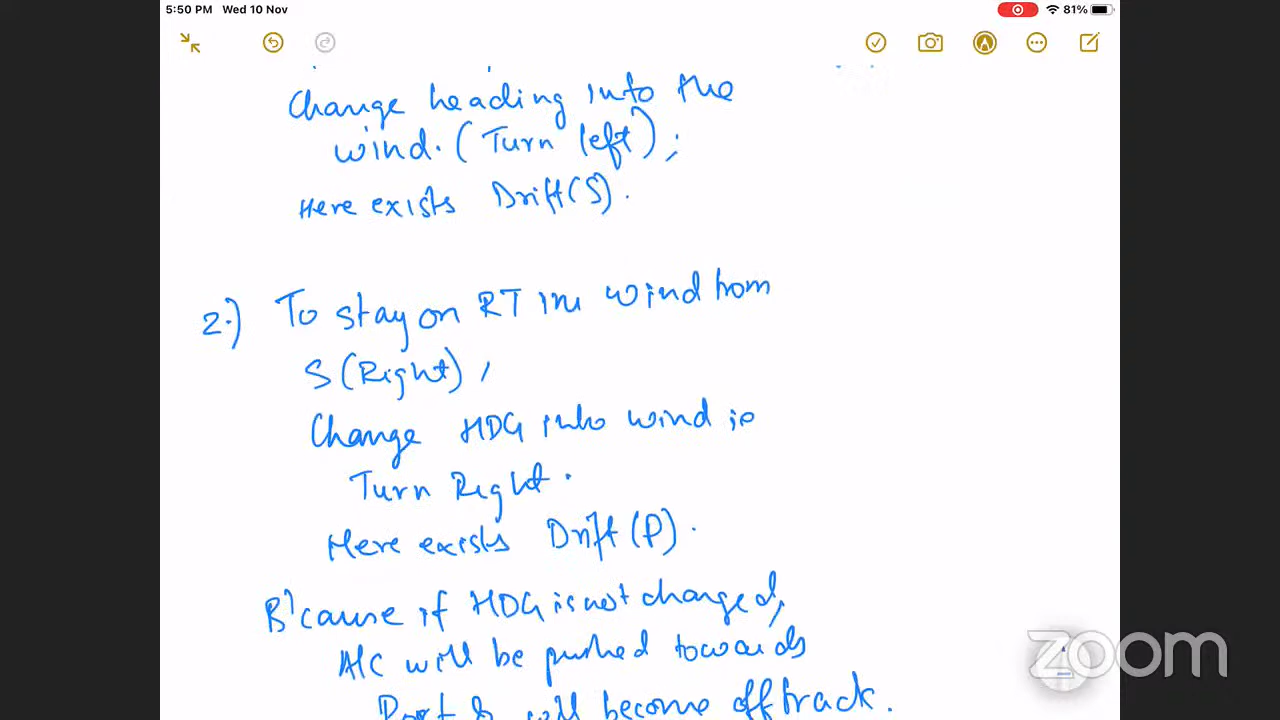 5:50 PM Wed 10 Nov
81%
Change heading into the
wind. (Turn left);
Here exists Drift(S).
2.) To stay on RT in wind from
S (Right),
Change HDG into wind ie
Turn Right.
Here exists Drift (P).
B'cause if HDG is not changed,
A/C will be pushed towards
Port & will become off track.
zoom